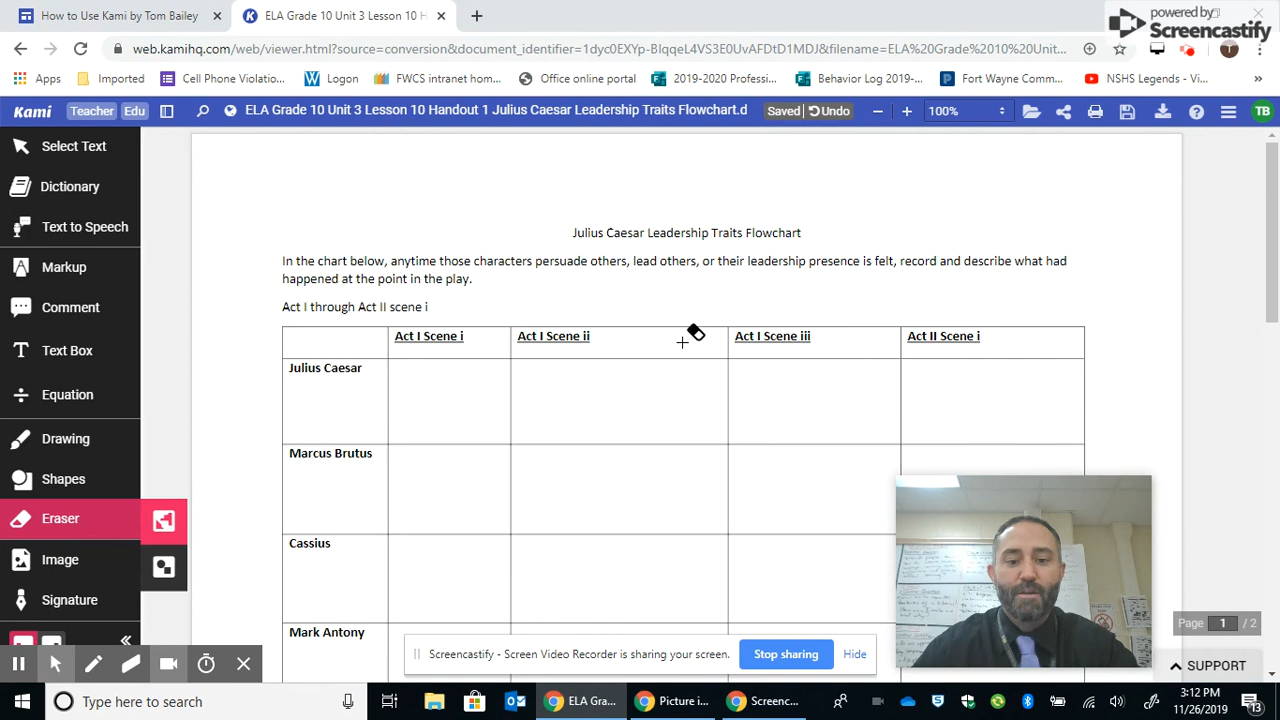 How to Use Kami by Tom Bailey
ELA Grade 10 Unit 3 Lesson 10 H
powered by
Screencastify
web.kamihq.com/web/viewer.html?source=conversion&document_identifier=1dyc0EXYp-BIqqeL4VS3E0UvAFDtD1MDJ&filename=ELA%20Grade%2010%20Unit...
Apps
Imported
Cell Phone Violatio...
Logon
FWCS intranet hom...
Office online portal
2019-2020 Professi...
Behavior Log 2019-...
Fort Wayne Comm...
NSHS Legends - Vi...
»
Kami
Teacher
Edu
ELA Grade 10 Unit 3 Lesson 10 Handout 1 Julius Caesar Leadership Traits Flowchart.d
Saved
Undo
100%
TB
Select Text
Dictionary
Text to Speech
Markup
Comment
Text Box
Equation
Drawing
Shapes
Eraser
Image
Signature
Julius Caesar Leadership Traits Flowchart
In the chart below, anytime those characters persuade others, lead others, or their leadership presence is felt, record and describe what had
happened at the point in the play.
Act I through Act II scene i
Act I Scene i
Act I Scene ii
Act I Scene iii
Act II Scene i
Julius Caesar
Marcus Brutus
Cassius
Mark Antony
Page 1 / 2
SUPPORT
Screencastify - Screen Video Recorder is sharing your screen.
Stop sharing
Hide
Type here to search
ELA Gra...
Picture i...
Screenc...
3:12 PM
11/26/2019
13